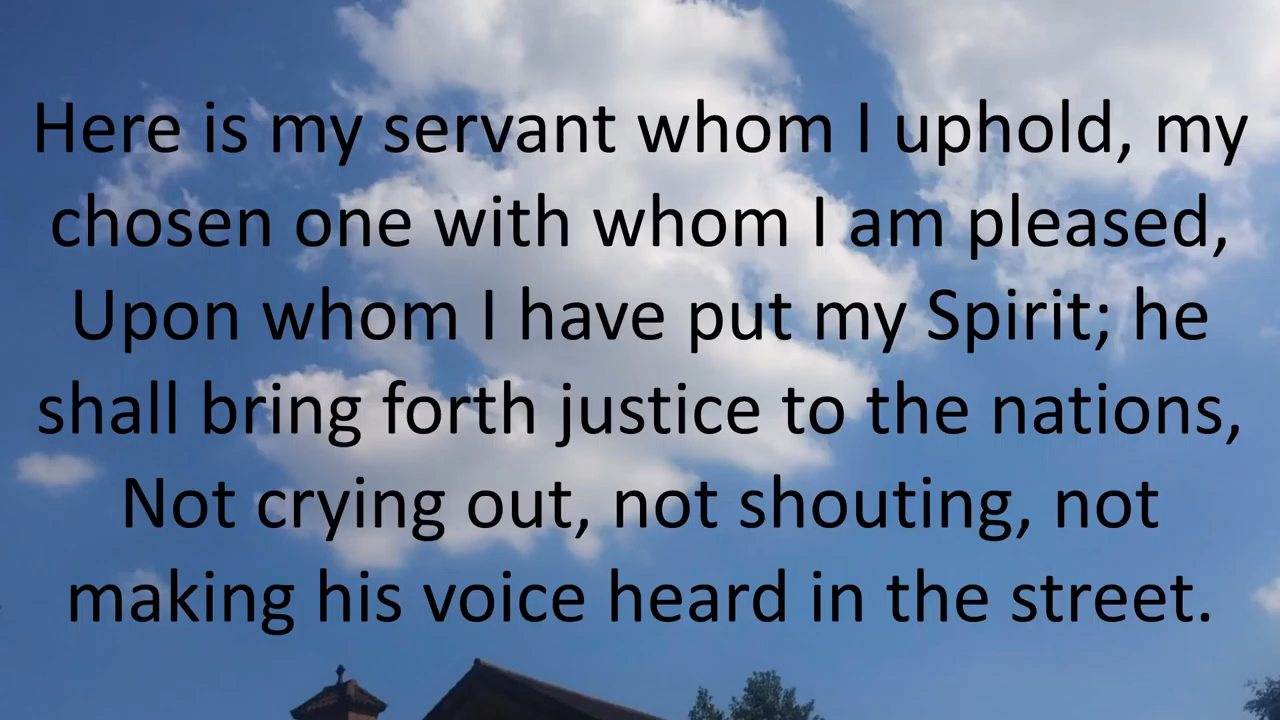 Here is my servant whom I uphold, my
chosen one with whom I am pleased,
Upon whom I have put my Spirit; he
shall bring forth justice to the nations,
Not crying out, not shouting, not
making his voice heard in the street.